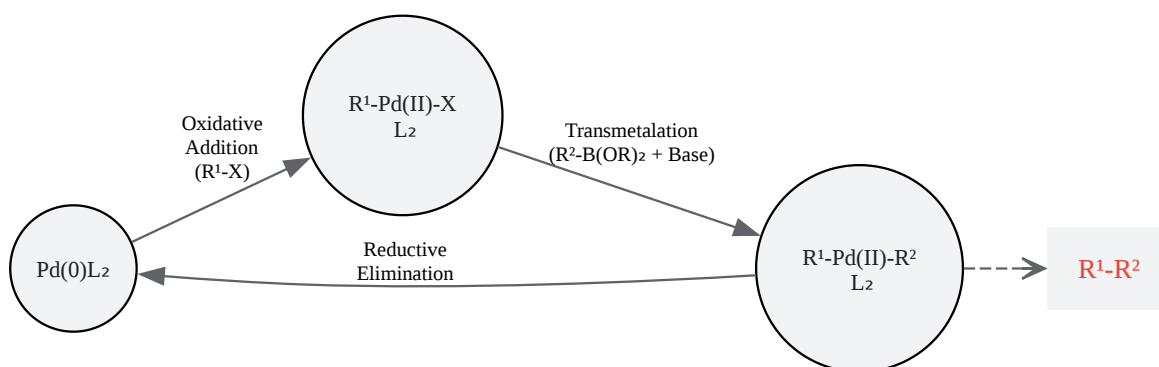 Oxidative
Addition
(R¹-X)
R¹-Pd(II)-X
L₂
Transmetalation
(R²-B(OR)₂ + Base)
Pd(0)L₂
Reductive
Elimination
R¹-Pd(II)-R²
L₂
R¹-R²